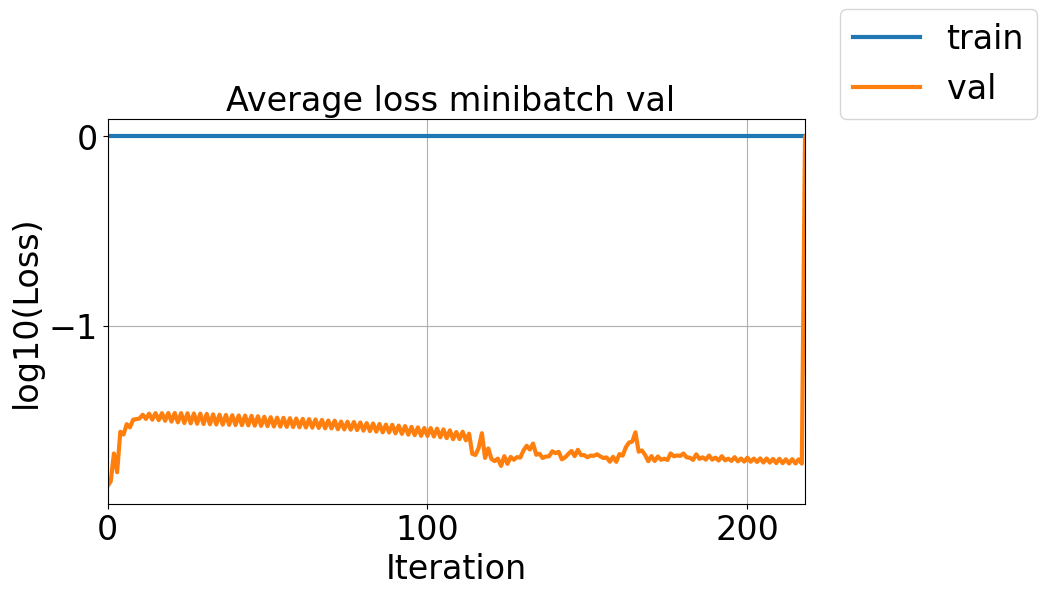 train
val
Average loss minibatch val
0
−1
log10(Loss)
0 100 200
Iteration